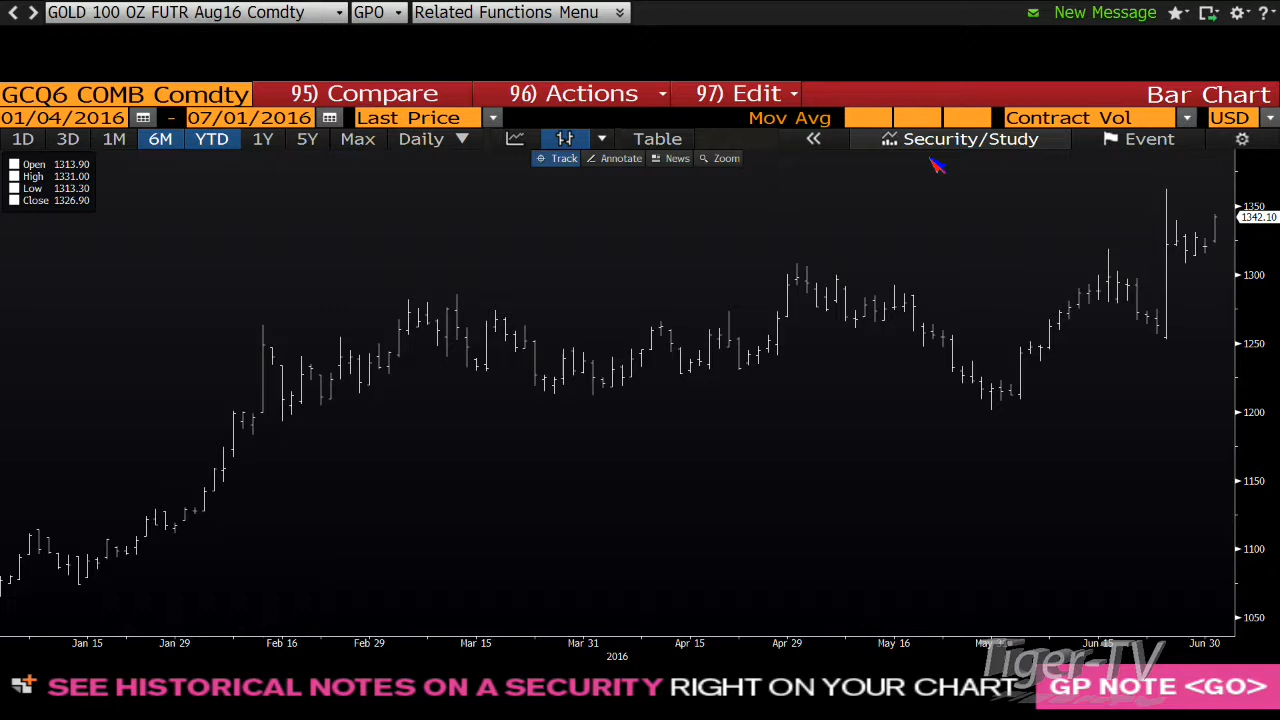 GOLD 100 OZ FUTR Aug16 Comdty GPO Related Functions Menu New Message ?
GCQ6 COMB Comdty 95) Compare 96) Actions 97) Edit Bar Chart
01/04/2016 - 07/01/2016 Last Price Mov Avg Contract Vol USD
1D 3D 1M 6M YTD 1Y 5Y Max Daily Table Security/Study Event
Track Annotate News Zoom
Open 1313.90
High 1331.00
Low 1313.30
Close 1326.90
1350
1342.10
1300
1250
1200
1150
1100
1050
Jan 15 Jan 29 Feb 16 Feb 29 Mar 15 Mar 31 Apr 15 Apr 29 May 16 May 31 Jun 15 Jun 30
2016
Tiger-TV
SEE HISTORICAL NOTES ON A SECURITY RIGHT ON YOUR CHART GP NOTE <GO>